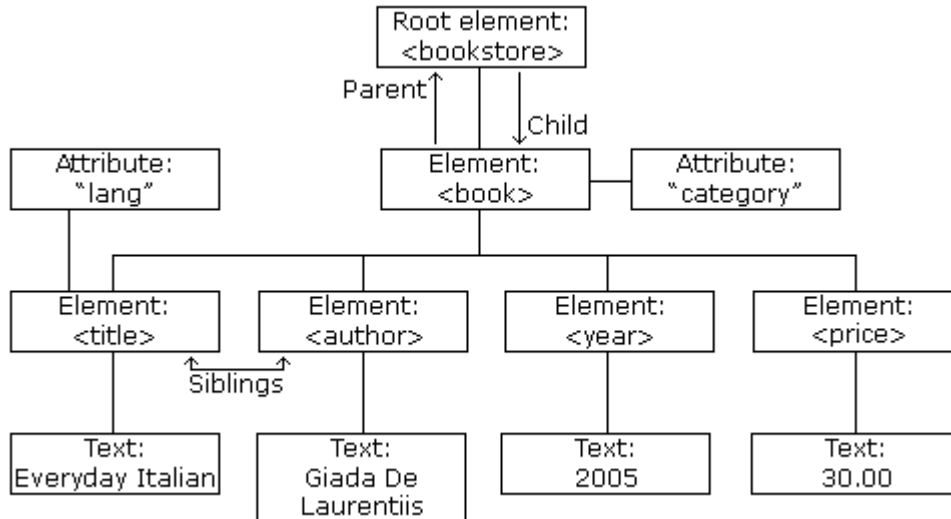 Root element:
<bookstore>
Parent
Child
Attribute:
“lang”
Element:
<book>
Attribute:
“category”
Element:
<title>
Element:
<author>
Element:
<year>
Element:
<price>
Siblings
Text:
Everyday Italian
Text:
Giada De
Laurentiis
Text:
2005
Text:
30.00